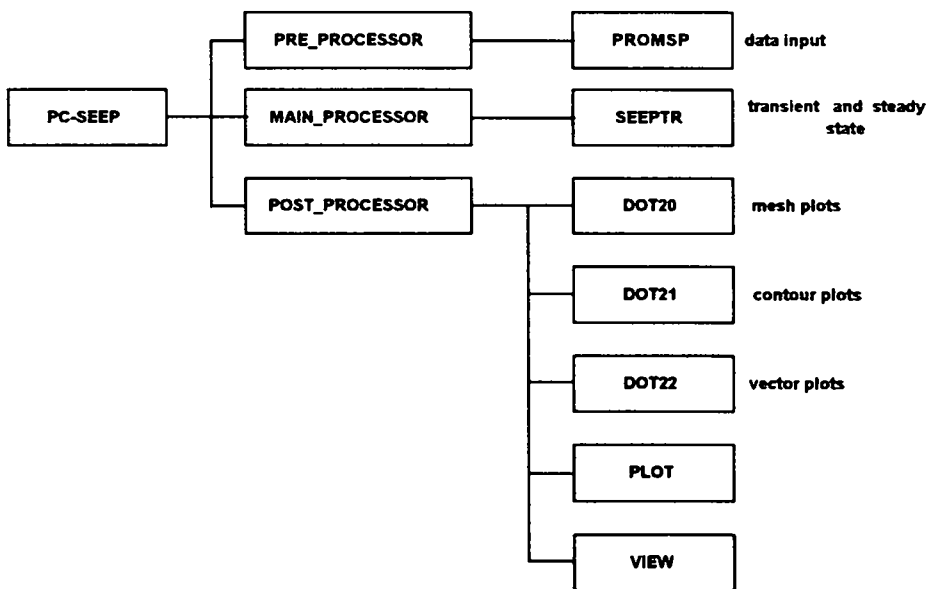 PRE_PROCESSOR
PROMSP
data input
PC-SEEP
MAIN_PROCESSOR
SEEPTR
transient and steady
state
POST_PROCESSOR
DOT20
mesh plots
DOT21
contour plots
DOT22
vector plots
PLOT
VIEW